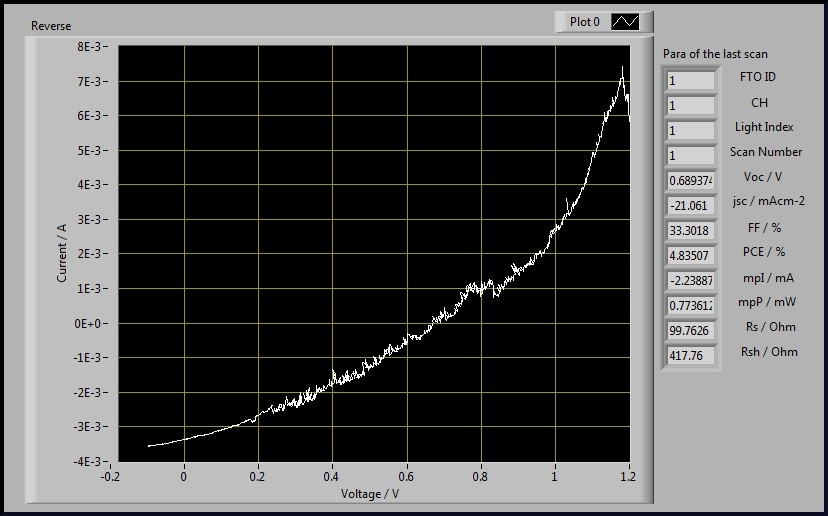 Reverse
Plot 0
8E-3
7E-3
6E-3
5E-3
4E-3
3E-3
2E-3
1E-3
0E+0
-1E-3
-2E-3
-3E-3
-4E-3
Current / A
-0.2 0 0.2 0.4 0.6 0.8 1 1.2
Voltage / V
Para of the last scan
1 FTO ID
1 CH
1 Light Index
1 Scan Number
0.689374 Voc / V
-21.061 jsc / mAcm-2
33.3018 FF / %
4.83507 PCE / %
-2.23887 mpI / mA
0.773612 mpP / mW
99.7626 Rs / Ohm
417.76 Rsh / Ohm